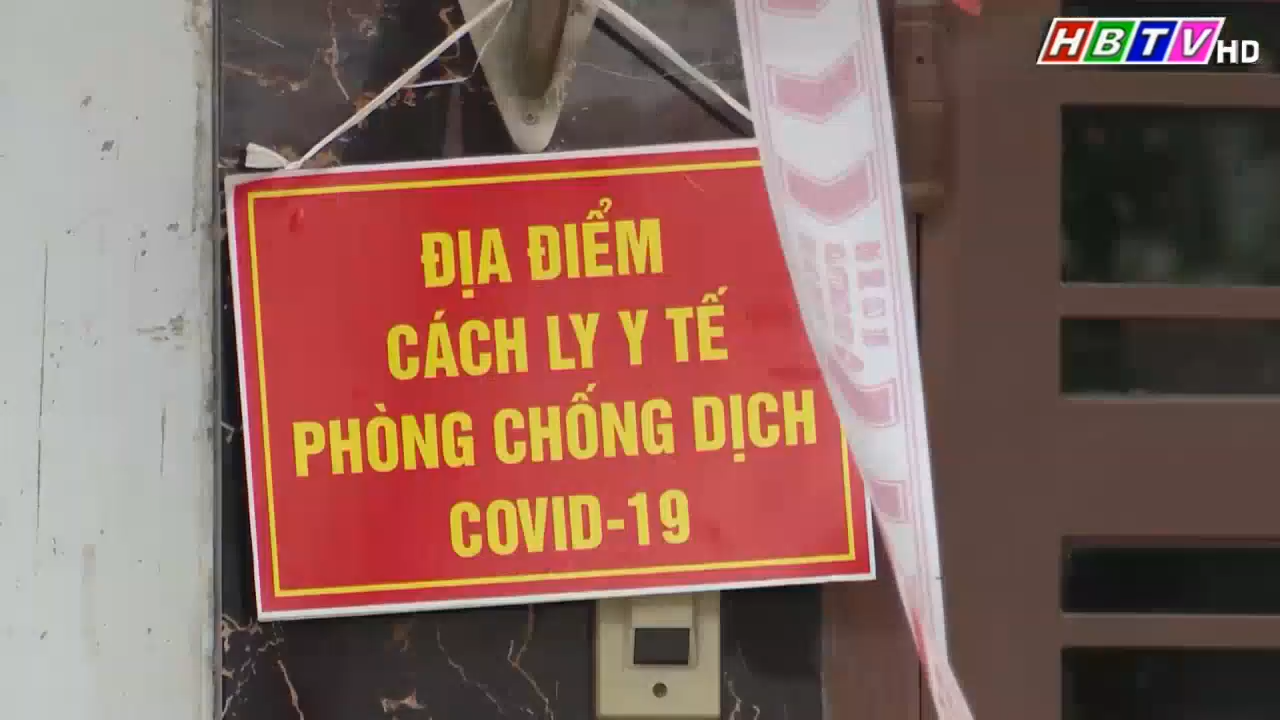 HBTV HD
ĐỊA ĐIỂM
CÁCH LY Y TẾ
PHÒNG CHỐNG DỊCH
COVID-19